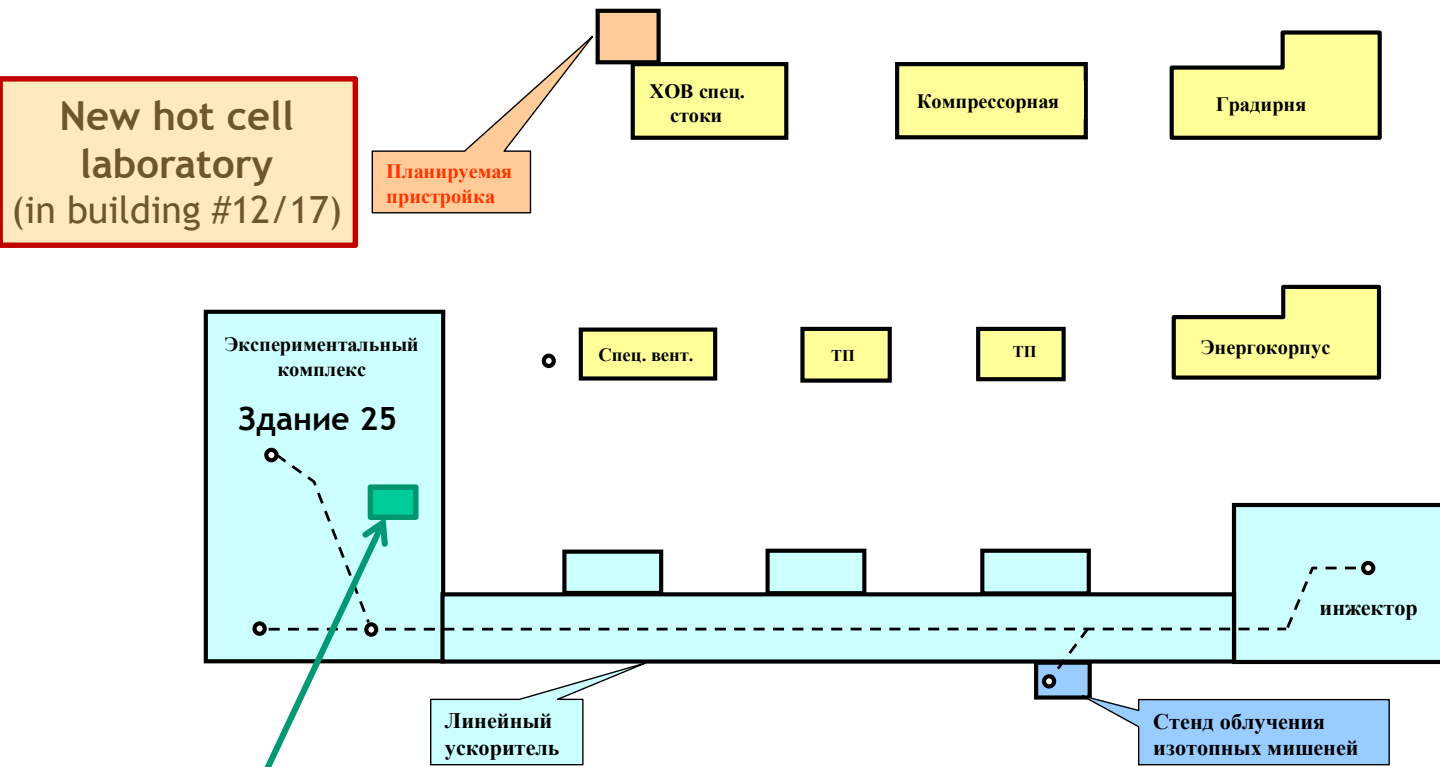 New hot cell
laboratory
(in building #12/17)
Планируемая
пристройка
ХОВ спец.
стоки
Компрессорная
Градирня
Экспериментальный
комплекс
Здание 25
Спец. вент.
ТП
ТП
Энергокорпус
инжектор
Линейный
ускоритель
Стенд облучения
изотопных мишеней